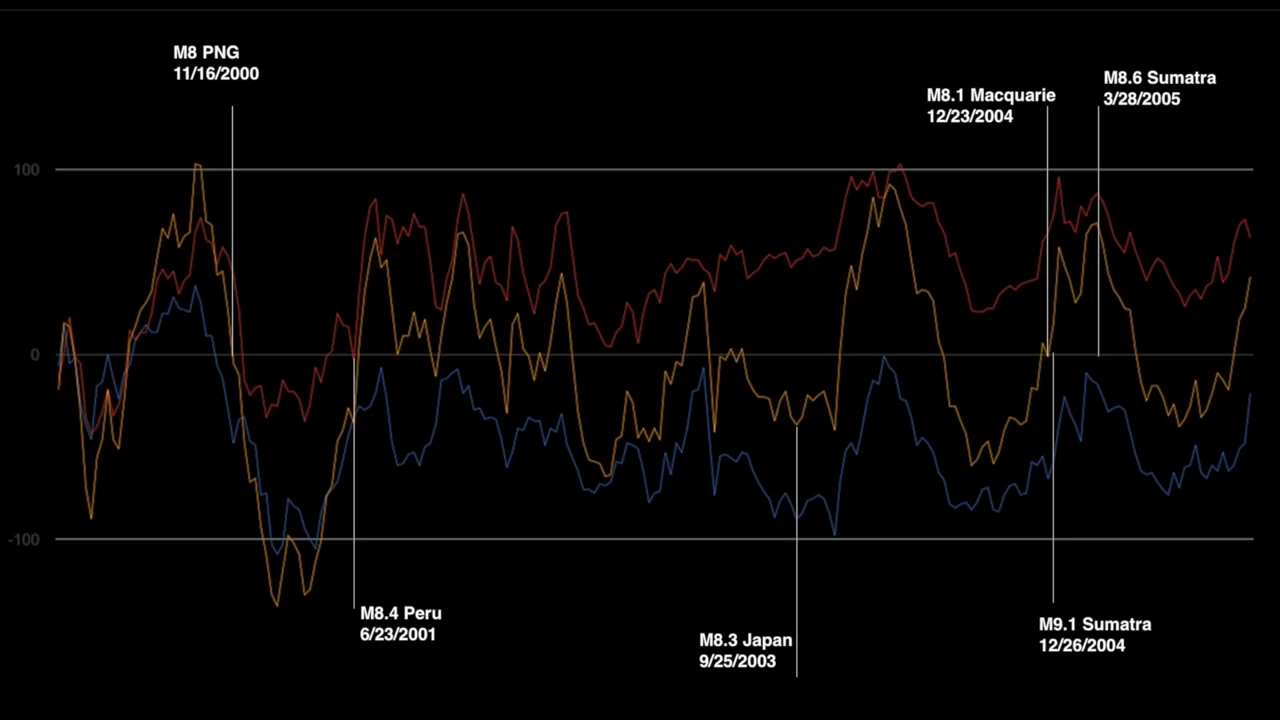 M8 PNG
11/16/2000
M8.6 Sumatra
3/28/2005
M8.1 Macquarie
12/23/2004
100
0
-100
M8.4 Peru
6/23/2001
M8.3 Japan
9/25/2003
M9.1 Sumatra
12/26/2004